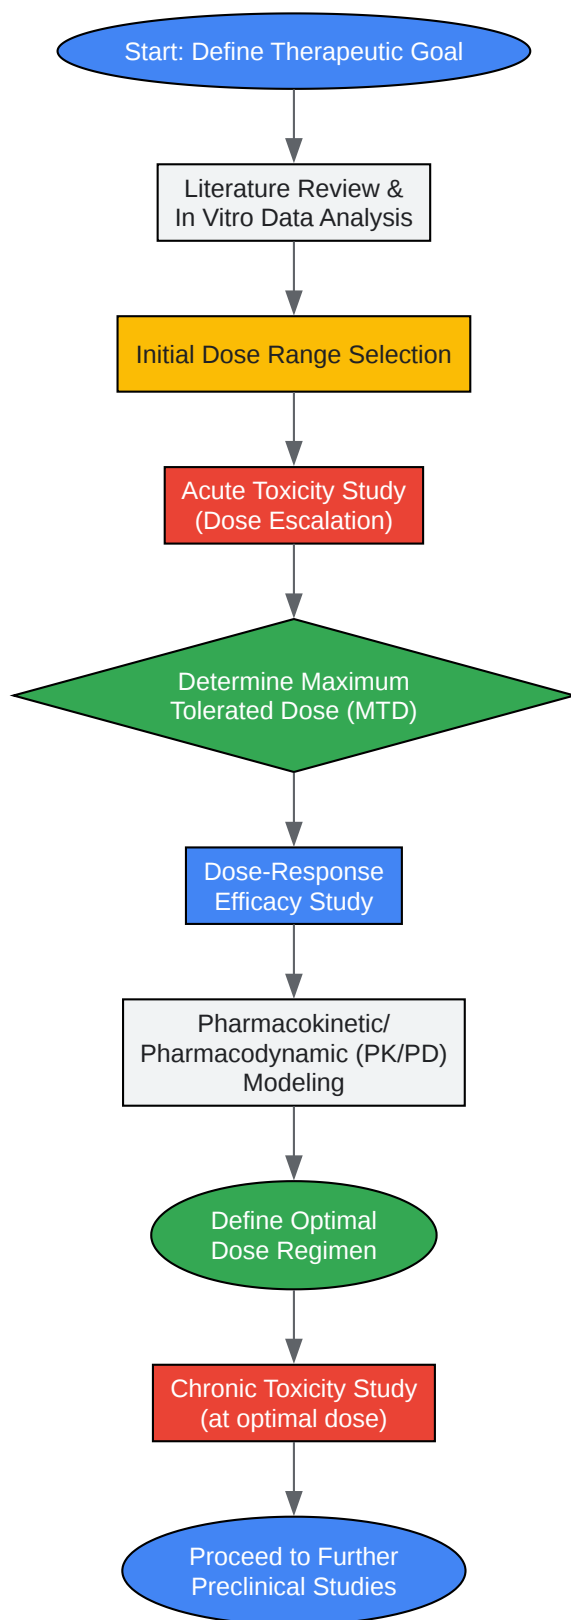 Start: Define Therapeutic Goal
Literature Review &
In Vitro Data Analysis
Initial Dose Range Selection
Acute Toxicity Study
(Dose Escalation)
Determine Maximum
Tolerated Dose (MTD)
Dose-Response
Efficacy Study
Pharmacokinetic/
Pharmacodynamic (PK/PD)
Modeling
Define Optimal
Dose Regimen
Chronic Toxicity Study
(at optimal dose)
Proceed to Further
Preclinical Studies